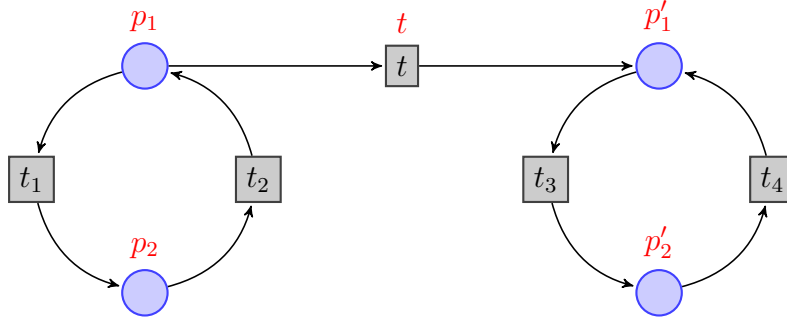 p₁ t p′₁
t
t₁ t₂ t₃ t₄
p₂ p′₂